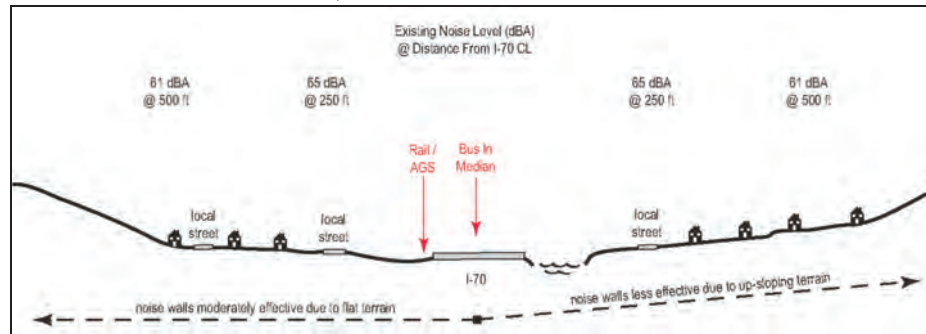 Existing Noise Level (dBA)
@ Distance From I-70 CL
61 dBA
@ 500 ft
65 dBA
@ 250 ft
65 dBA
@ 250 ft
61 dBA
@ 500 ft
Rail /
AGS
Bus In
Median
local
street
local
street
local
street
I-70
noise walls moderately effective due to flat terrain
noise walls less effective due to up-sloping terrain